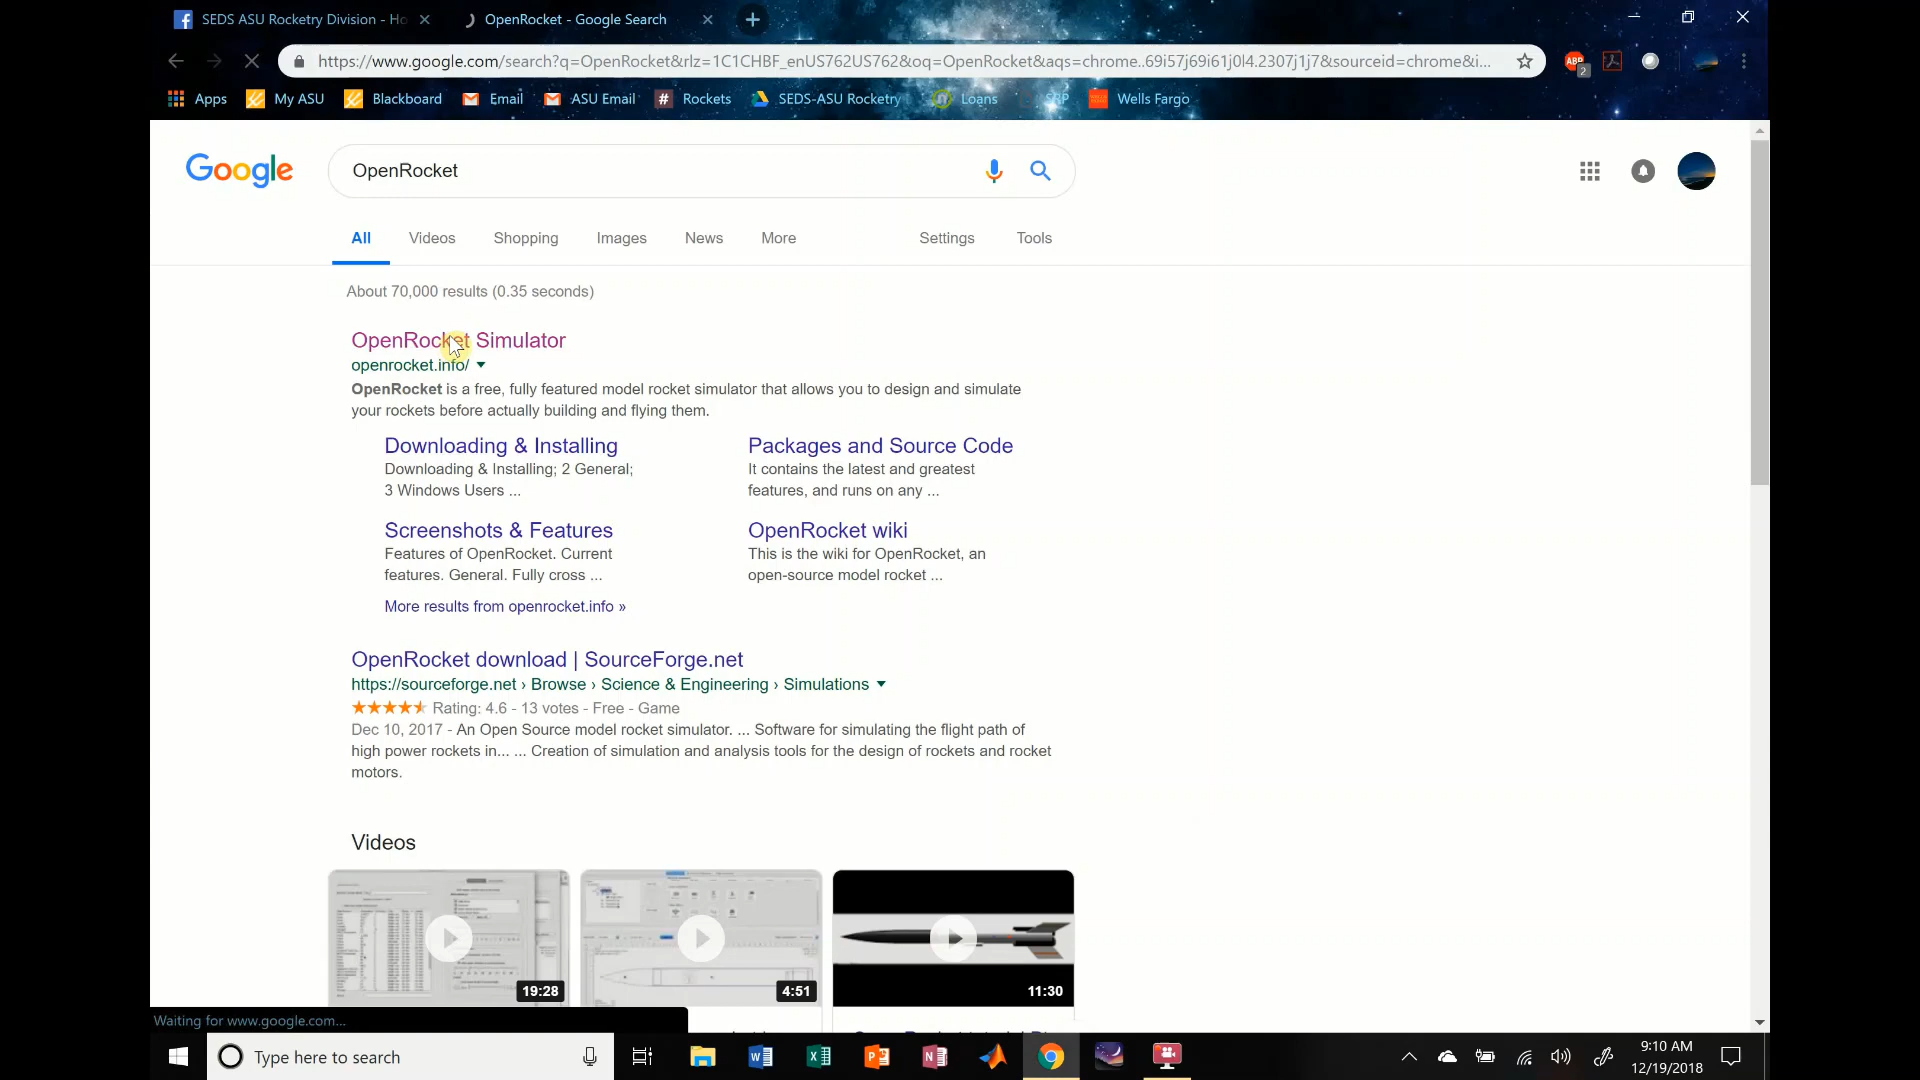 SEDS ASU Rocketry Division - Ho
OpenRocket - Google Search
https://www.google.com/search?q=OpenRocket&rlz=1C1CHBF_enUS762US762&oq=OpenRocket&aqs=chrome..69i57j69i61j0l4.2307j1j7&sourceid=chrome&i...
ABP
2
Apps
My ASU
Blackboard
Email
ASU Email
Rockets
SEDS-ASU Rocketry
Loans
SRP
Wells Fargo
Google
OpenRocket
All
Videos
Shopping
Images
News
More
Settings
Tools
About 70,000 results (0.35 seconds)
OpenRocket Simulator
openrocket.info/
OpenRocket is a free, fully featured model rocket simulator that allows you to design and simulate
your rockets before actually building and flying them.
Downloading & Installing
Downloading & Installing; 2 General;
3 Windows Users ...
Packages and Source Code
It contains the latest and greatest
features, and runs on any ...
Screenshots & Features
Features of OpenRocket. Current
features. General. Fully cross ...
OpenRocket wiki
This is the wiki for OpenRocket, an
open-source model rocket ...
More results from openrocket.info »
OpenRocket download | SourceForge.net
https://sourceforge.net › Browse › Science & Engineering › Simulations
Rating: 4.6 - 13 votes - Free - Game
Dec 10, 2017 - An Open Source model rocket simulator. ... Software for simulating the flight path of
high power rockets in... ... Creation of simulation and analysis tools for the design of rockets and rocket
motors.
Videos
19:28
4:51
11:30
Waiting for www.google.com...
Type here to search
9:10 AM
12/19/2018